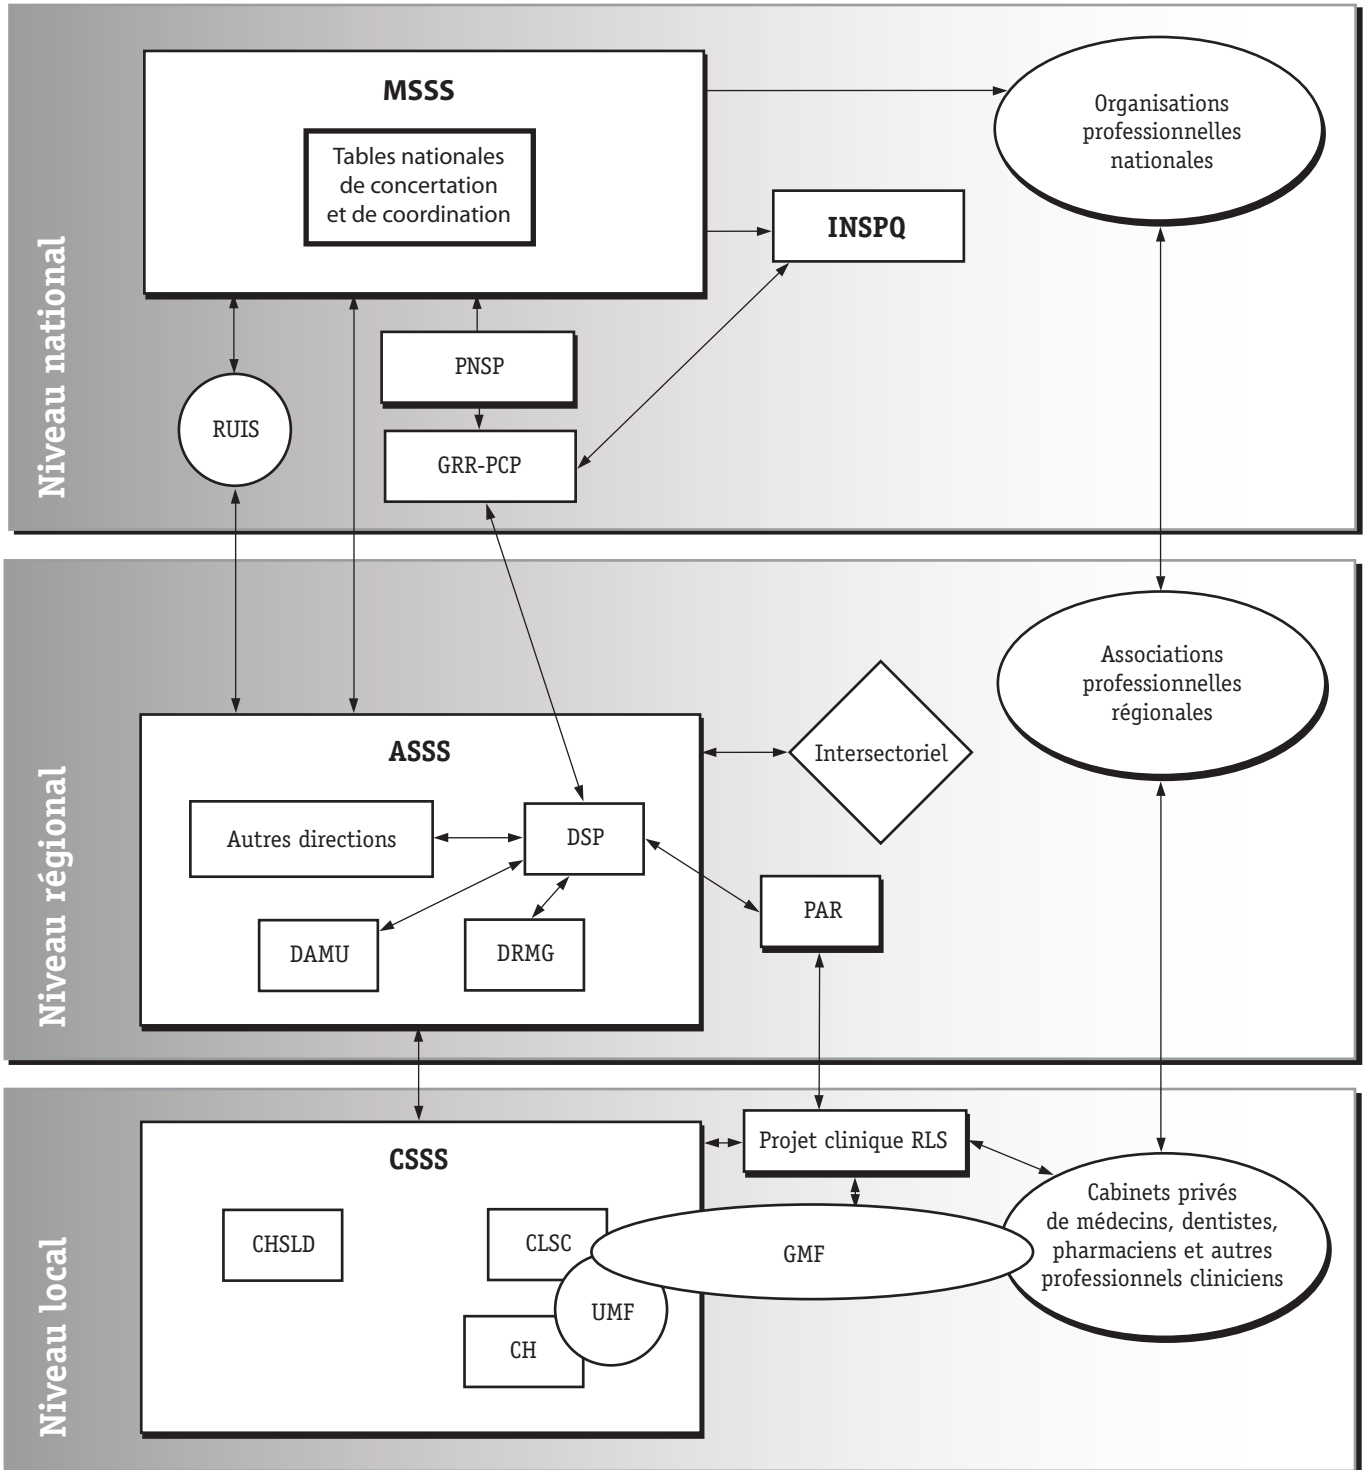 Niveau national
MSSS
Tables nationales
de concertation
et de coordination
Organisations
professionnelles
nationales
INSPQ
PNSP
RUIS
GRR-PCP
Niveau régional
ASSS
Autres directions
DSP
DAMU
DRMG
Intersectoriel
PAR
Associations
professionnelles
régionales
Niveau local
CSSS
CHSLD
CLSC
UMF
CH
Projet clinique RLS
GMF
Cabinets privés
de médecins, dentistes,
pharmaciens et autres
professionnels cliniciens